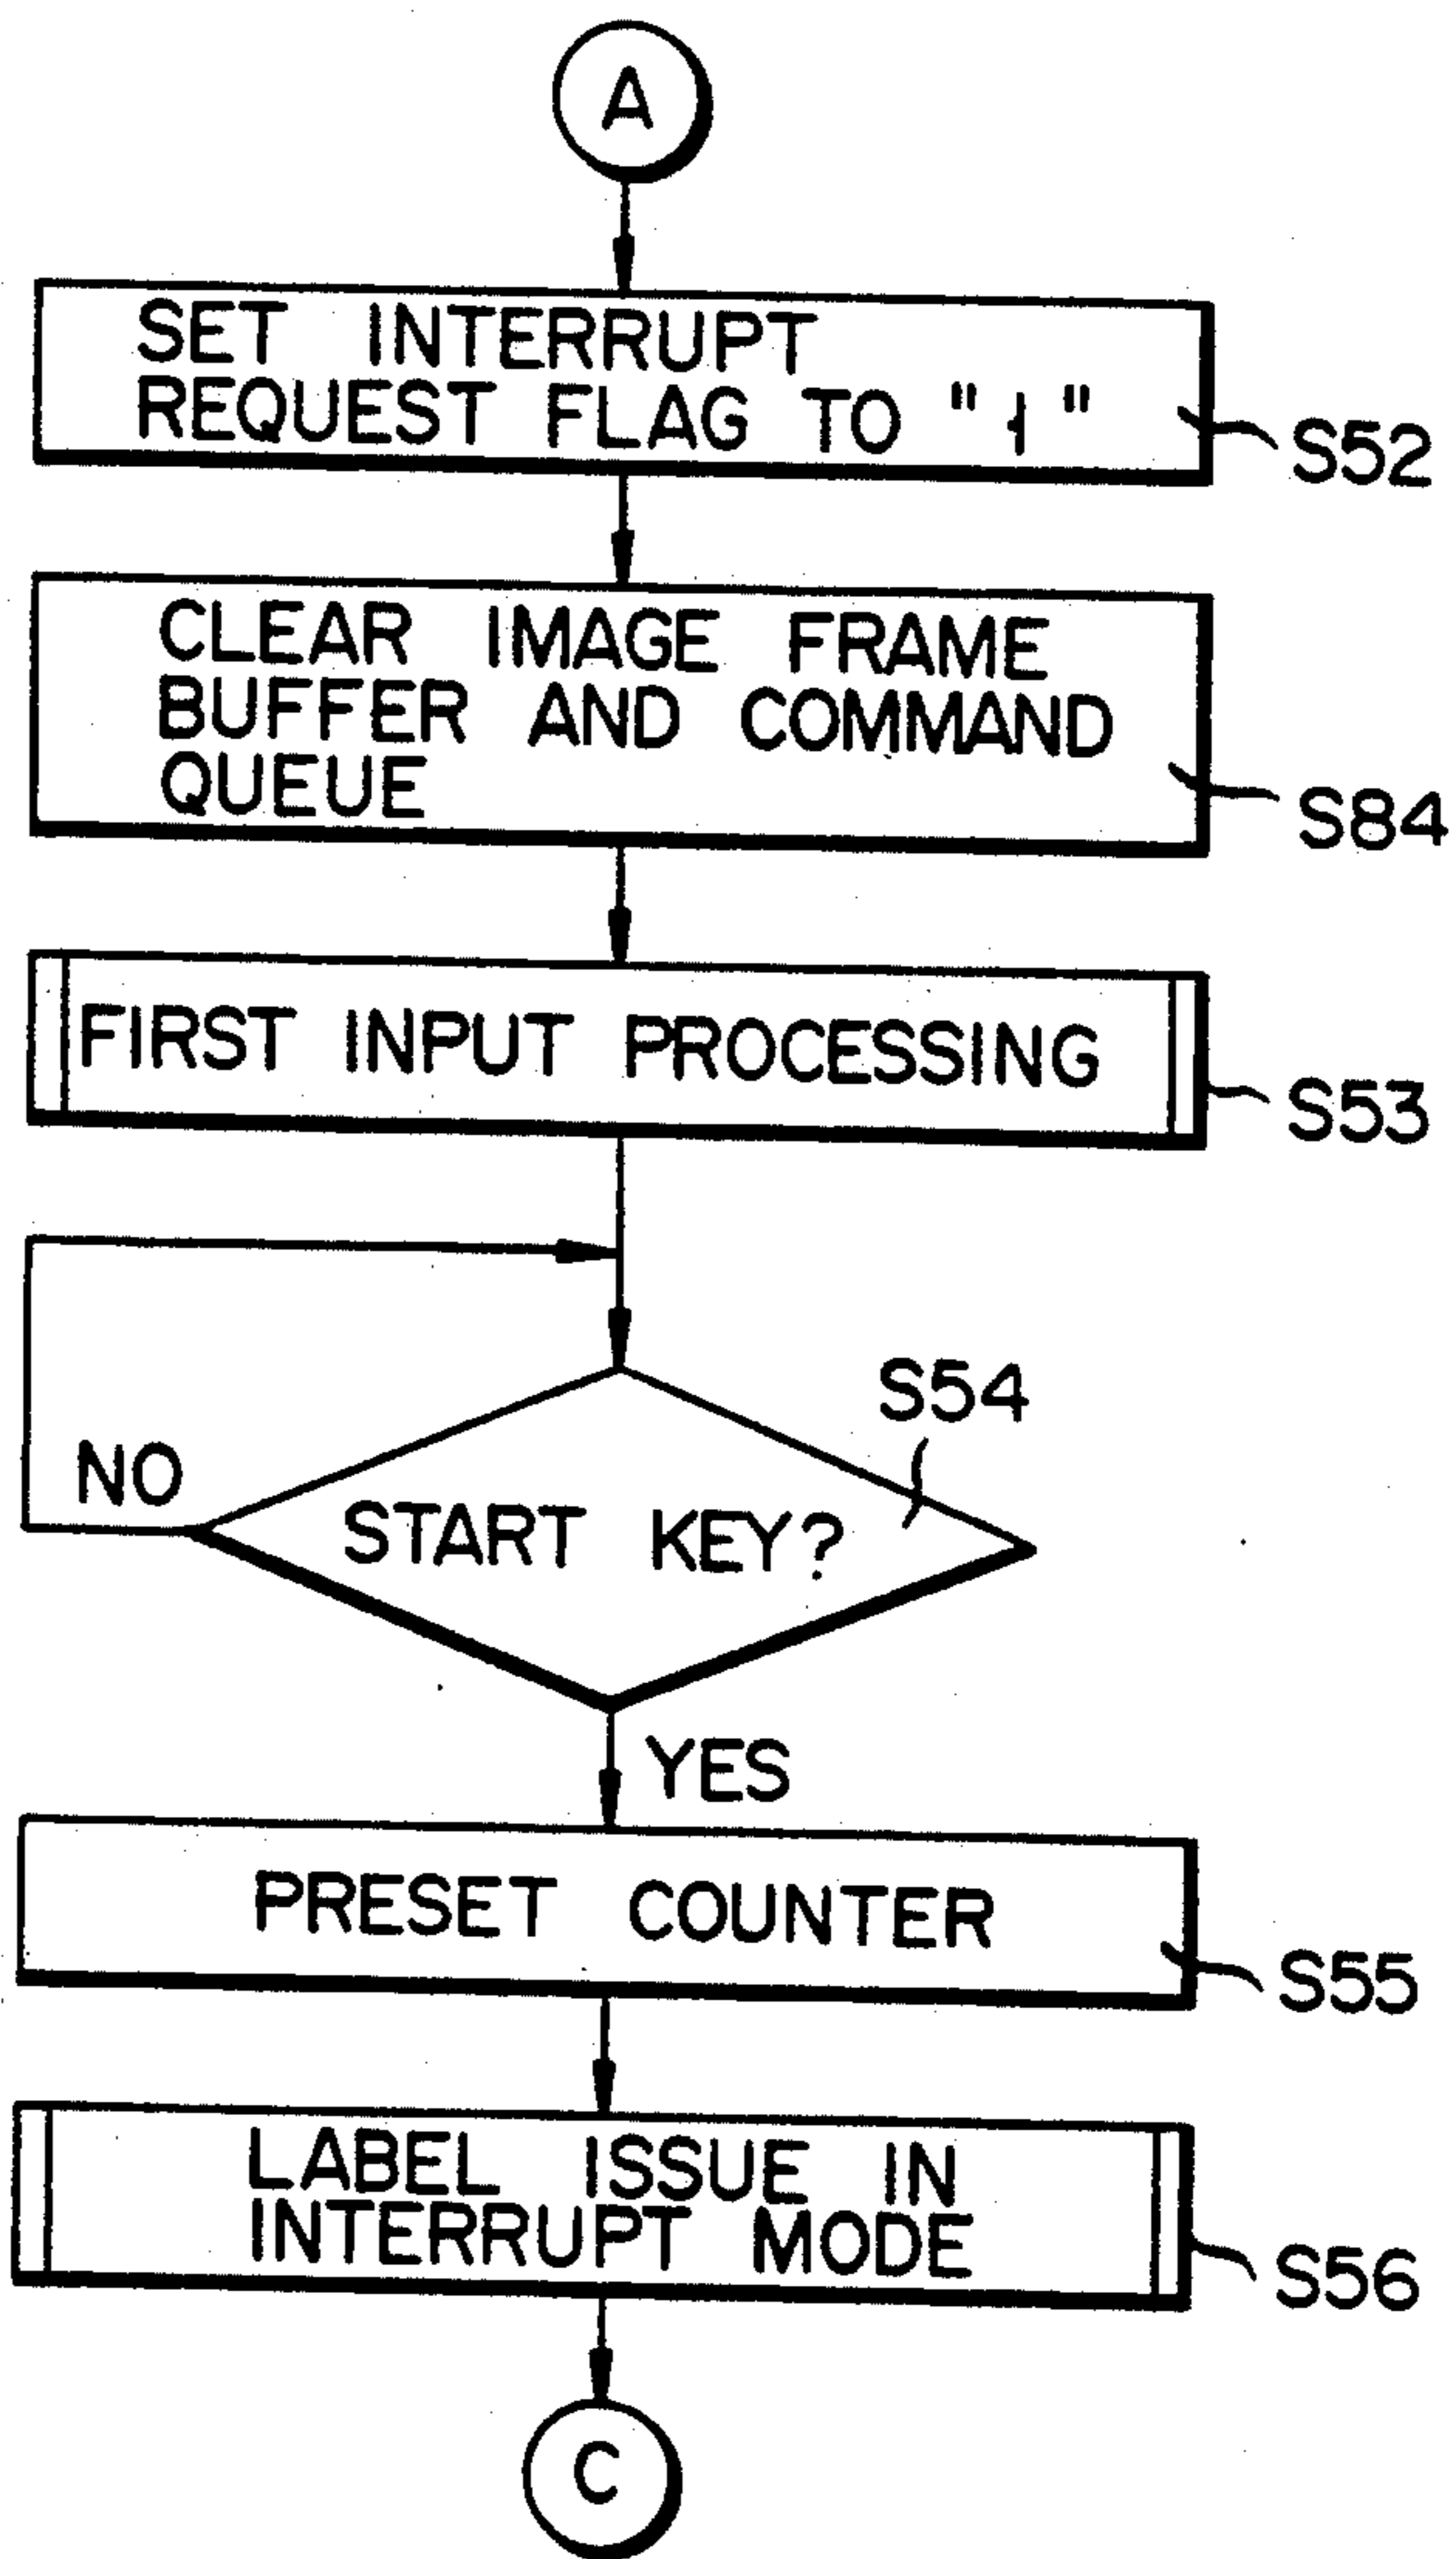 A
SET INTERRUPT
REQUEST FLAG TO "1"
S52
CLEAR IMAGE FRAME
BUFFER AND COMMAND
QUEUE
S84
FIRST INPUT PROCESSING
S53
S54
NO
START KEY?
YES
PRESET COUNTER
S55
LABEL ISSUE IN
INTERRUPT MODE
S56
C